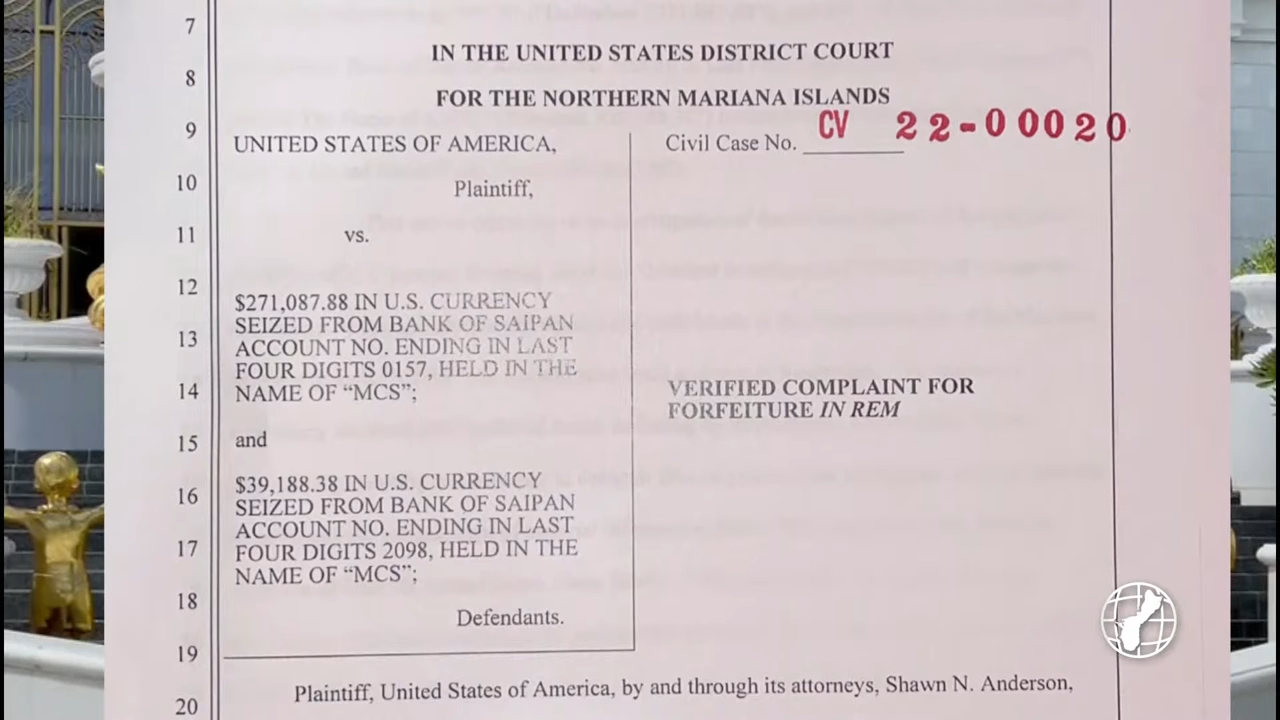 7
IN THE UNITED STATES DISTRICT COURT
8
FOR THE NORTHERN MARIANA ISLANDS
9 UNITED STATES OF AMERICA, Civil Case No. CV 22-00020
10 Plaintiff,
11 vs.
12 $271,087.88 IN U.S. CURRENCY
SEIZED FROM BANK OF SAIPAN
13 ACCOUNT NO. ENDING IN LAST
FOUR DIGITS 0157, HELD IN THE
14 NAME OF “MCS”;
VERIFIED COMPLAINT FOR
FORFEITURE IN REM
15 and
16 $39,188.38 IN U.S. CURRENCY
SEIZED FROM BANK OF SAIPAN
ACCOUNT NO. ENDING IN LAST
17 FOUR DIGITS 2098, HELD IN THE
NAME OF “MCS”;
18 Defendants.
19
20 Plaintiff, United States of America, by and through its attorneys, Shawn N. Anderson,